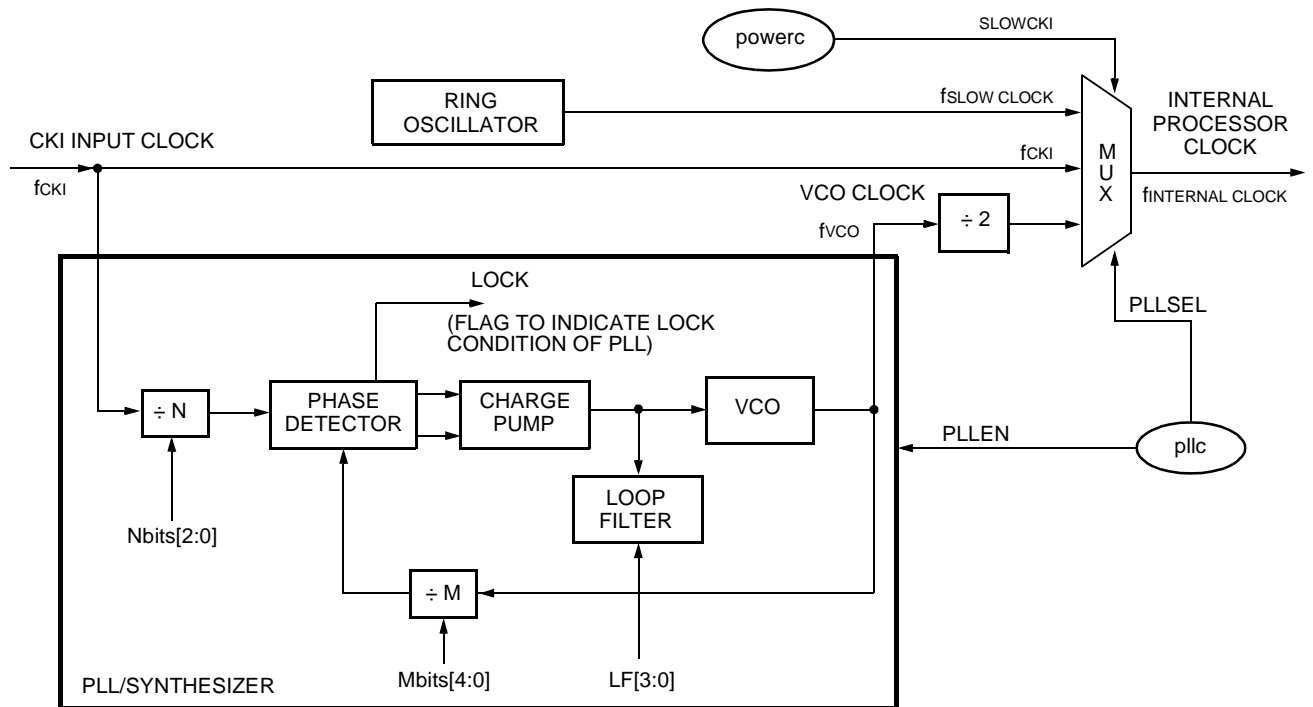 powerc
SLOWCKI
RING
OSCILLATOR
fSLOW CLOCK
INTERNAL
PROCESSOR
CLOCK
CKI INPUT CLOCK
fCKI
fCKI
MUX
fINTERNAL CLOCK
VCO CLOCK
fVCO
÷ 2
LOCK
(FLAG TO INDICATE LOCK
CONDITION OF PLL)
PLLSEL
÷ N
PHASE
DETECTOR
CHARGE
PUMP
VCO
PLLEN
pllc
LOOP
FILTER
Nbits[2:0]
÷ M
Mbits[4:0]
LF[3:0]
PLL/SYNTHESIZER